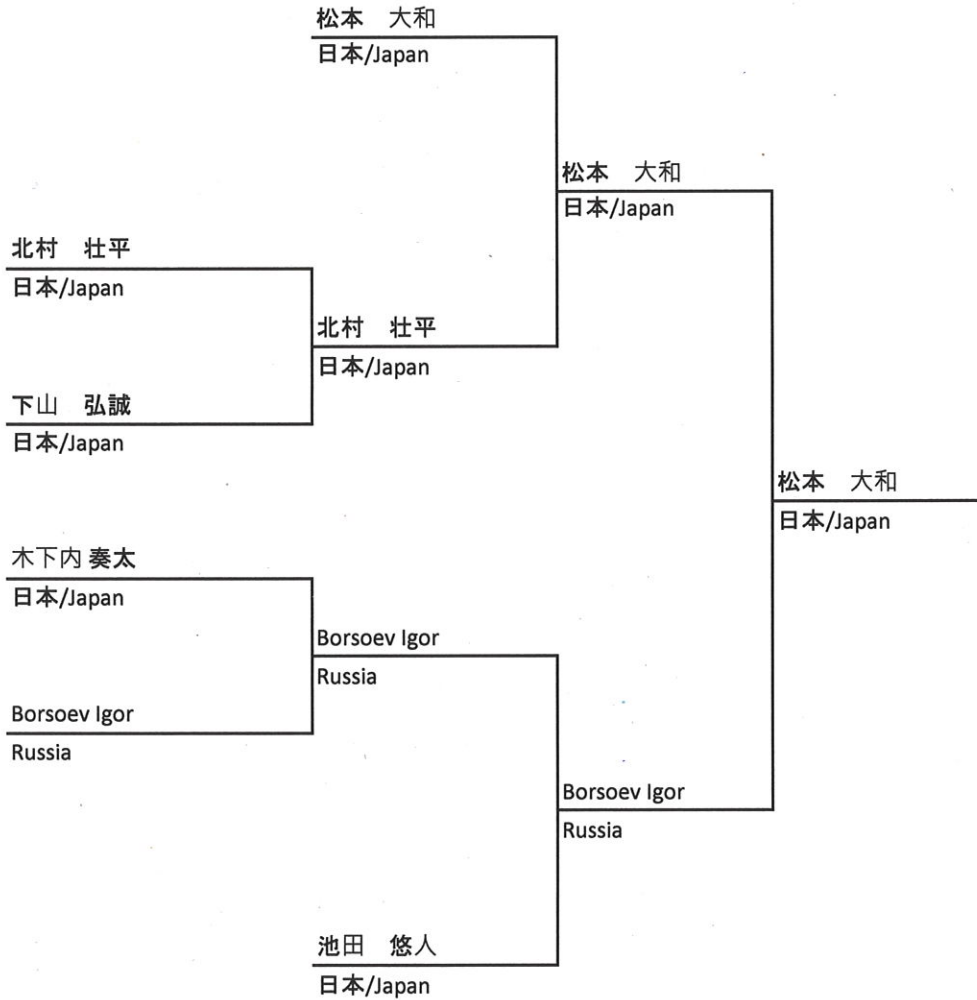 松本　大和
日本/Japan
松本　大和
日本/Japan
北村　壮平
日本/Japan
北村　壮平
日本/Japan
下山　弘誠
日本/Japan
松本　大和
日本/Japan
木下内 奏太
日本/Japan
Borsoev Igor
Russia
Borsoev Igor
Russia
Borsoev Igor
Russia
池田　悠人
日本/Japan